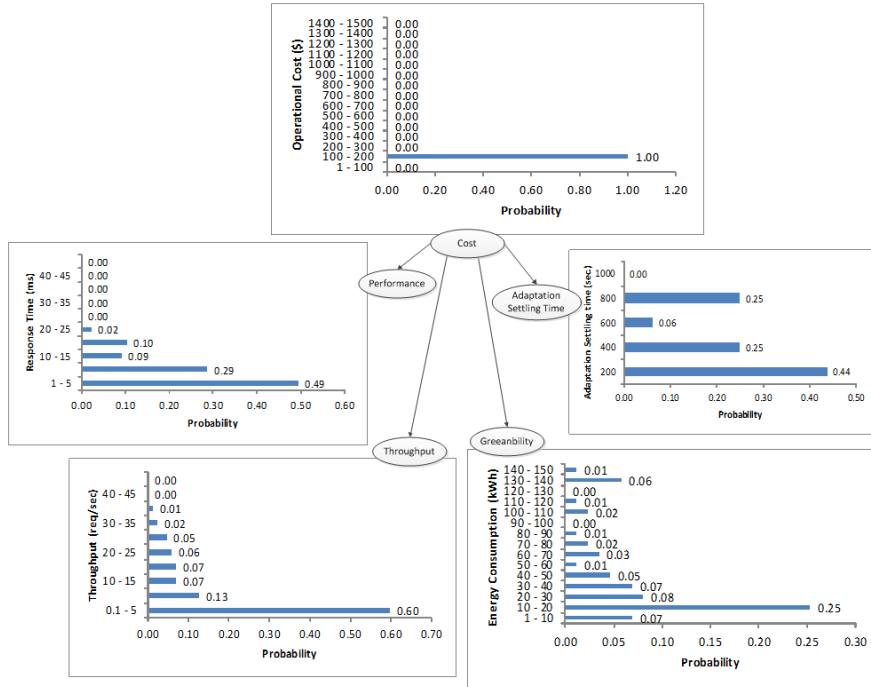 Operational Cost ($)
1400 - 1500 0.00
1300 - 1400 0.00
1200 - 1300 0.00
1100 - 1200 0.00
1000 - 1100 0.00
900 - 1000 0.00
800 - 900 0.00
700 - 800 0.00
600 - 700 0.00
500 - 600 0.00
400 - 500 0.00
300 - 400 0.00
200 - 300 0.00
100 - 200 1.00
1 - 100 0.00
0.00 0.20 0.40 0.60 0.80 1.00 1.20
Probability
Cost
Performance
Adaptation
Settling Time
Throughput
Greeanbility
Response Time (ms)
0.00
40 - 45 0.00
0.00
30 - 35 0.00
0.00
20 - 25 0.02
0.10
10 - 15 0.09
0.29
1 - 5 0.49
0.00 0.10 0.20 0.30 0.40 0.50 0.60
Probability
Adaptation Settling time (sec.)
1000 0.00
800 0.25
600 0.06
400 0.25
200 0.44
0.00 0.10 0.20 0.30 0.40 0.50
Probability
Throughput (req/sec)
0.00
40 - 45 0.00
0.01
30 - 35 0.02
0.05
20 - 25 0.06
0.07
10 - 15 0.07
0.13
0.1 - 5 0.60
0.00 0.10 0.20 0.30 0.40 0.50 0.60 0.70
Probability
Energy Consumption (kWh)
140 - 150 0.01
130 - 140 0.06
120 - 130 0.00
110 - 120 0.01
100 - 110 0.02
90 - 100 0.00
80 - 90 0.01
70 - 80 0.02
60 - 70 0.03
50 - 60 0.01
40 - 50 0.05
30 - 40 0.07
20 - 30 0.08
10 - 20 0.25
1 - 10 0.07
0.00 0.05 0.10 0.15 0.20 0.25 0.30
Probability